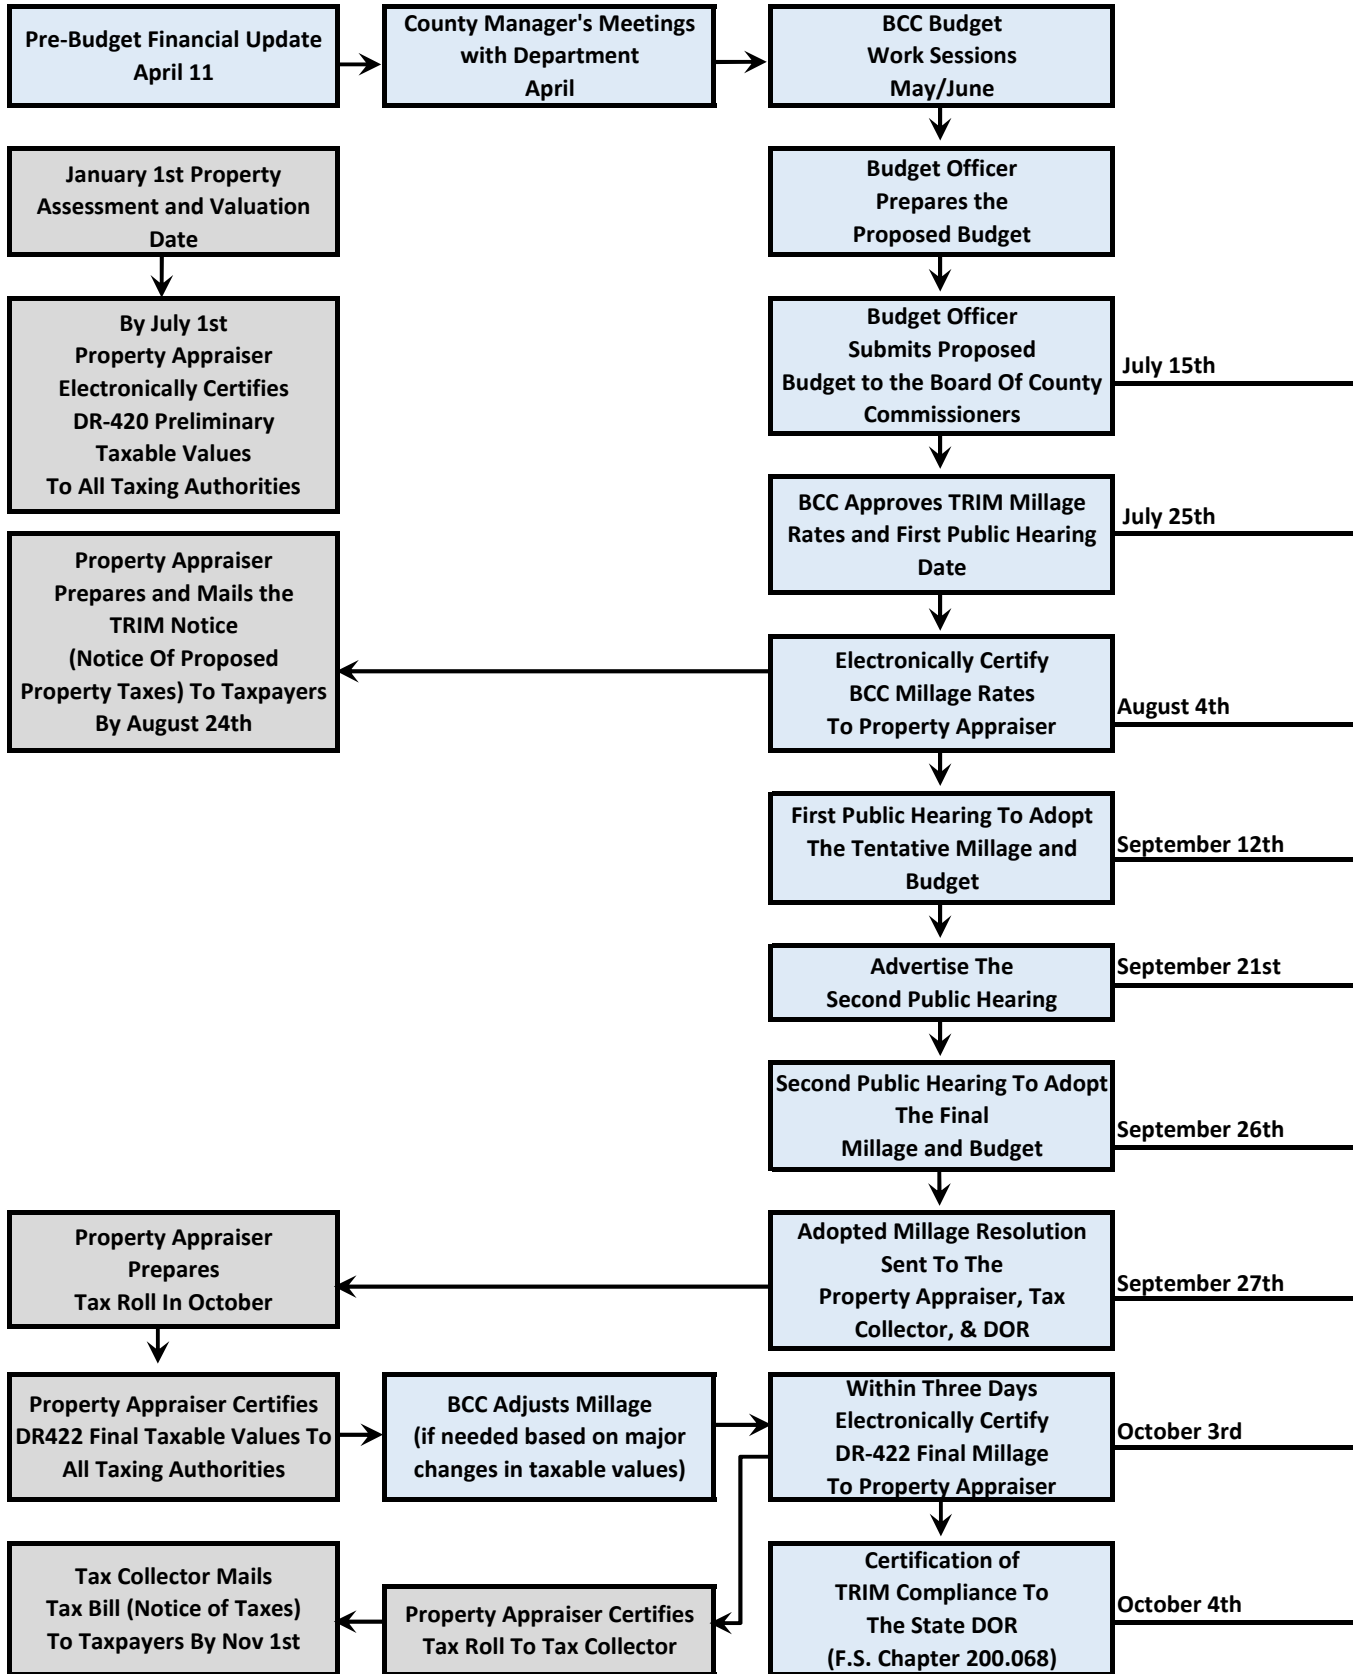 Pre-Budget Financial Update
April 11
County Manager's Meetings
with Department
April
BCC Budget
Work Sessions
May/June
January 1st Property
Assessment and Valuation
Date
Budget Officer
Prepares the
Proposed Budget
By July 1st
Property Appraiser
Electronically Certifies
DR-420 Preliminary
Taxable Values
To All Taxing Authorities
Budget Officer
Submits Proposed
Budget to the Board Of County
Commissioners
July 15th
BCC Approves TRIM Millage
Rates and First Public Hearing
Date
July 25th
Property Appraiser
Prepares and Mails the
TRIM Notice
(Notice Of Proposed
Property Taxes) To Taxpayers
By August 24th
Electronically Certify
BCC Millage Rates
To Property Appraiser
August 4th
First Public Hearing To Adopt
The Tentative Millage and
Budget
September 12th
Advertise The
Second Public Hearing
September 21st
Second Public Hearing To Adopt
The Final
Millage and Budget
September 26th
Property Appraiser
Prepares
Tax Roll In October
Adopted Millage Resolution
Sent To The
Property Appraiser, Tax
Collector, & DOR
September 27th
Property Appraiser Certifies
DR422 Final Taxable Values To
All Taxing Authorities
BCC Adjusts Millage
(if needed based on major
changes in taxable values)
Within Three Days
Electronically Certify
DR-422 Final Millage
To Property Appraiser
October 3rd
Tax Collector Mails
Tax Bill (Notice of Taxes)
To Taxpayers By Nov 1st
Property Appraiser Certifies
Tax Roll To Tax Collector
Certification of
TRIM Compliance To
The State DOR
(F.S. Chapter 200.068)
October 4th